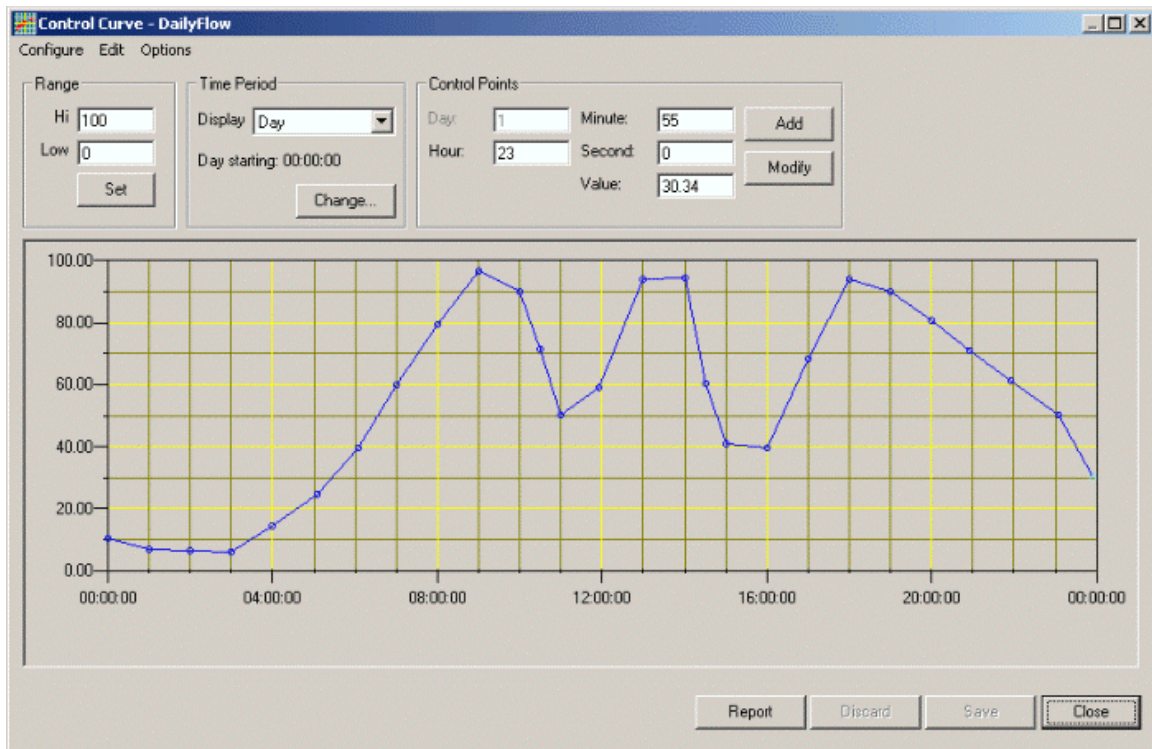 Control Curve - DailyFlow
Configure Edit Options
Range
Hi 100
Low 0
Set
Time Period
Display Day
Day starting: 00:00:00
Change...
Control Points
Day: 1 Minute: 55 Add
Hour: 23 Second: 0 Modify
Value: 30.34
100.00
80.00
60.00
40.00
20.00
0.00
00:00:00 04:00:00 08:00:00 12:00:00 16:00:00 20:00:00 00:00:00
Report Discard Save Close